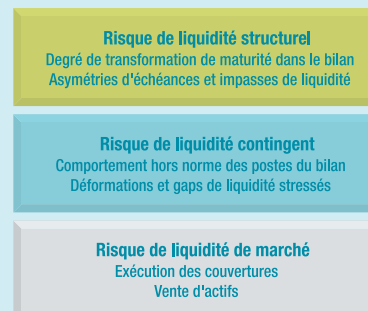 Risque de liquidité structurel
Degré de transformation de maturité dans le bilan
Asymétries d'échéances et impasses de liquidité
Risque de liquidité contingent
Comportement hors norme des postes du bilan
Déformations et gaps de liquidité stressés
Risque de liquidité de marché
Exécution des couvertures
Vente d'actifs